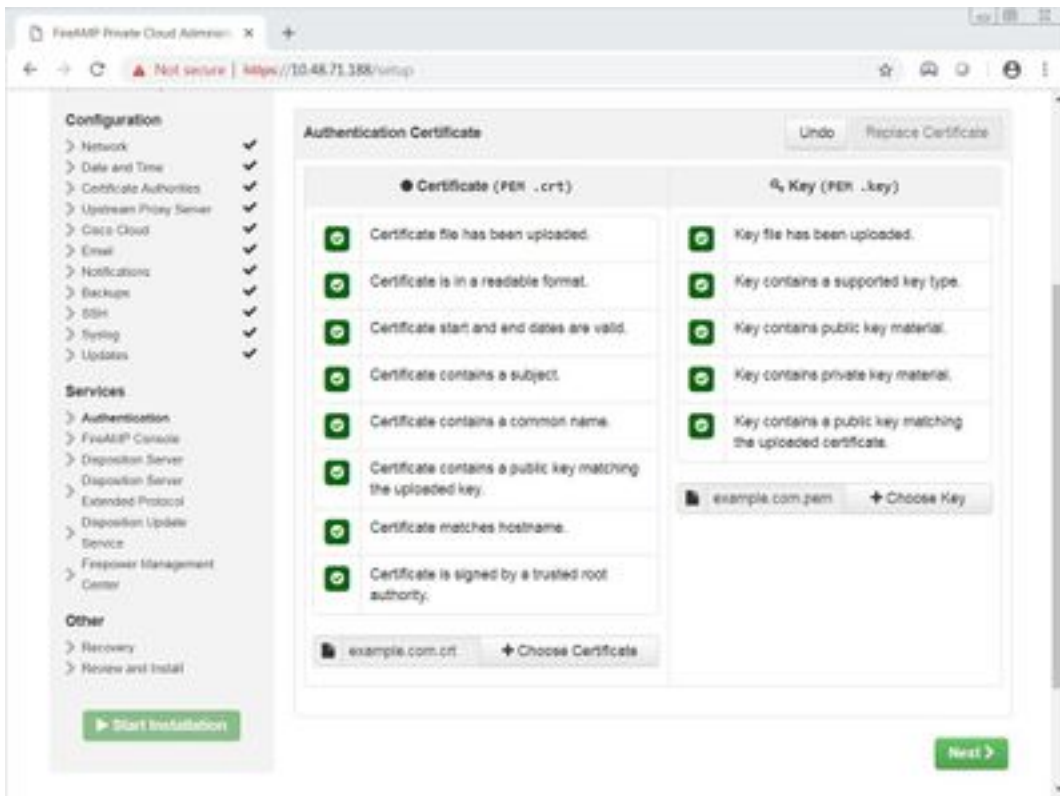 FireAMP Private Cloud Adminis
Not secure | https://10.48.71.188/setup
Configuration
Network
Date and Time
Certificate Authorities
Upstream Proxy Server
Cisco Cloud
Email
Notifications
Backups
SSH
Syslog
Updates
Services
Authentication
FireAMP Console
Disposition Server
Disposition Server
Extended Protocol
Disposition Update
Service
Firepower Management
Center
Other
Recovery
Review and Install
Start Installation
Authentication Certificate
Undo
Replace Certificate
Certificate (PEM .crt)
Certificate file has been uploaded.
Certificate is in a readable format.
Certificate start and end dates are valid.
Certificate contains a subject.
Certificate contains a common name.
Certificate contains a public key matching
the uploaded key.
Certificate matches hostname.
Certificate is signed by a trusted root
authority.
example.com.crt
+ Choose Certificate
Key (PEM .key)
Key file has been uploaded.
Key contains a supported key type.
Key contains public key material.
Key contains private key material.
Key contains a public key matching
the uploaded certificate.
example.com.pem
+ Choose Key
Next